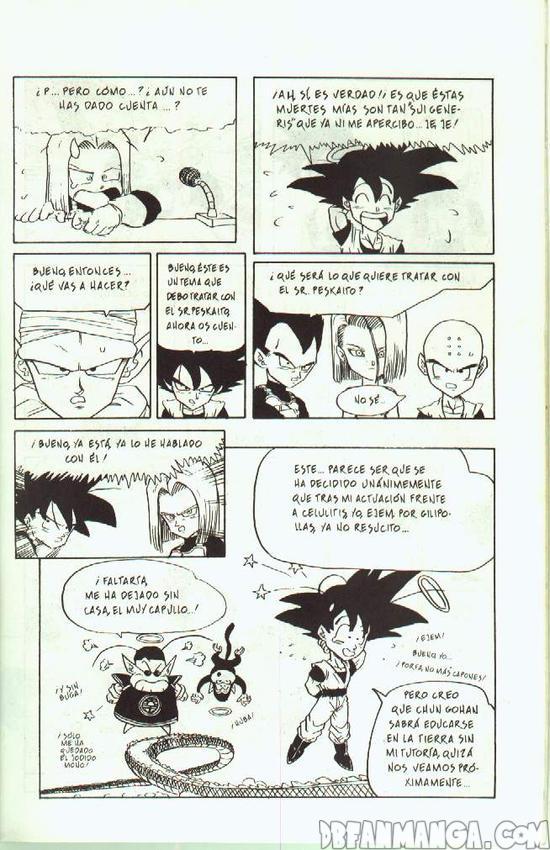 ¿P... PERO CÓMO...? ¿AÚN NO TE
HAS DADO CUENTA...?
¡AH, SÍ ES VERDAD! ¡ES QUE ÉSTAS
MUERTES MÍAS SON TAN "SUI GENE-
RIS" QUE YA NI ME APERCIBO... JE, JE!
BUENO, ENTONCES...
¿QUÉ VAS A HACER?
BUENO, ÉSTE ES
UN TEMA QUE
DEBO TRATAR CON
EL SR. PESKAITO,
AHORA OS CUEN-
TO...
¿QUÉ SERÁ LO QUE QUIERE TRATAR CON
EL SR. PESKAITO?
NO SÉ...
¡BUENO, YA ESTÁ, YA LO HE HABLADO
CON ÉL!
ESTE... PARECE SER, QUE SE
HA DECIDIDO UNÁNIMEMENTE
QUE TRAS MI ACTUACIÓN FRENTE
A CELULITIS, YO, EJEM, POR GILIPO-
LLAS, YA NO RESUCITO...
¡FALTARÍA,
ME HA DEJADO SIN
CASA, EL MUY CAPULLO...!
¡Y SIN
BUGA!
¡SÓLO
ME HA
QUEDADO
EL JODIDO
MONO!
¡HUBA!
¡EJEM!
BUENO, YO...
¡PORFA, NO MÁS CAPONES!
PERO CREO
QUE CHUN GOHAN
SABRÁ EDUCARSE
EN LA TIERRA SIN
MI TUTORÍA, QUIZÁ
NOS VEAMOS PRÓ-
XIMAMENTE...
DBFANMANGA.COM